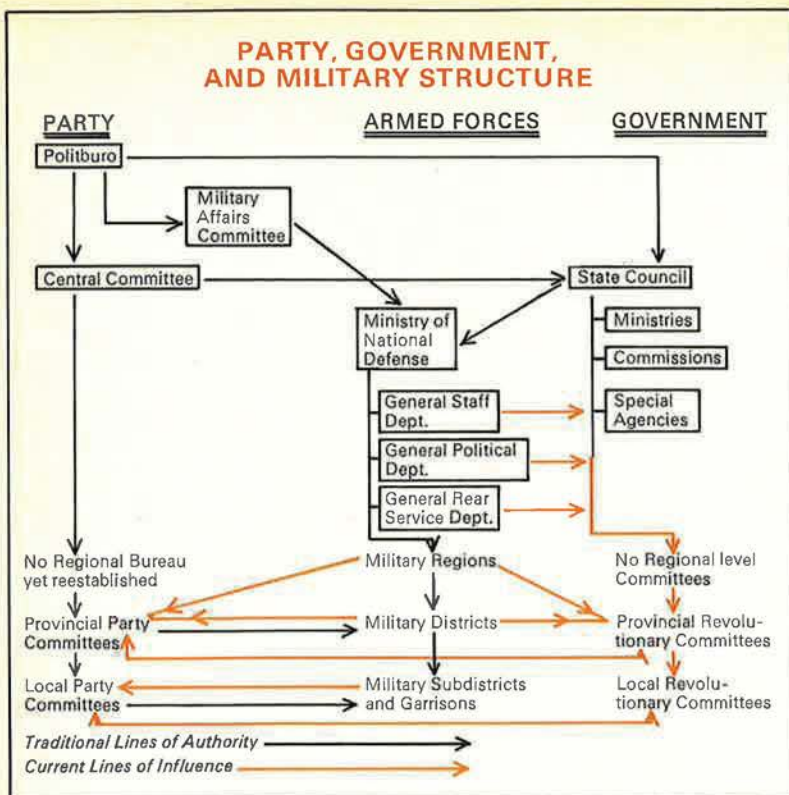 PARTY, GOVERNMENT,
AND MILITARY STRUCTURE
PARTY
ARMED FORCES
GOVERNMENT
Politburo
Military
Affairs
Committee
Central Committee
State Council
Ministry of
National
Defense
Ministries
Commissions
Special
Agencies
General Staff
Dept.
General Political
Dept.
General Rear
Service Dept.
No Regional Bureau
yet reestablished
Military Regions
No Regional level
Committees
Provincial Party
Committees
Military Districts
Provincial Revolu-
tionary Committees
Local Party
Committees
Military Subdistricts
and Garrisons
Local Revolu-
tionary Committees
Traditional Lines of Authority
Current Lines of Influence